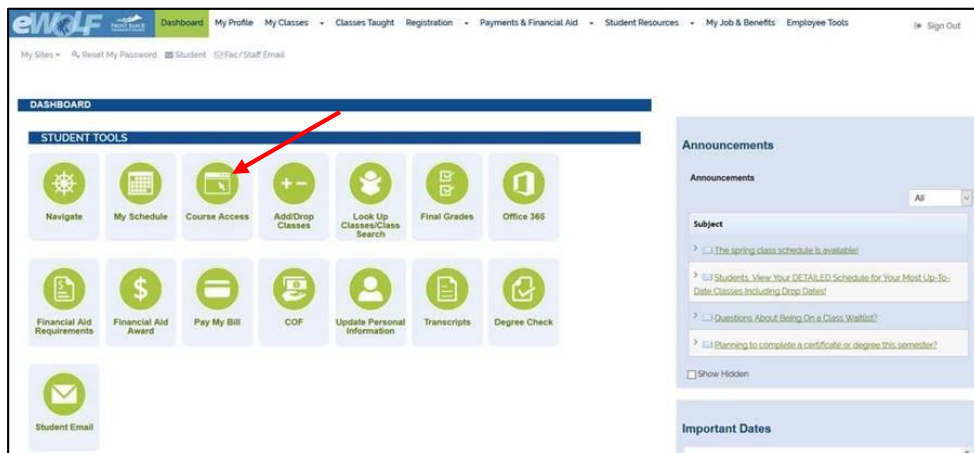 eWOLF FRONT RANGE COMMUNITY COLLEGE Dashboard My Profile My Classes Classes Taught Registration Payments & Financial Aid Student Resources My Job & Benefits Employee Tools Sign Out
My Sites Reset My Password Student Fac/Staff Email
DASHBOARD
STUDENT TOOLS
Navigate
My Schedule
Course Access
Add/Drop
Classes
Look Up
Classes/Class
Search
Final Grades
Office 365
Financial Aid
Requirements
Financial Aid
Award
Pay My Bill
COF
Update Personal
Information
Transcripts
Degree Check
Student Email
Announcements
Announcements
All
Subject
The spring class schedule is available!
Students, View Your DETAILED Schedule for Your Most Up-To-
Date Classes Including Drop Dates!
Questions About Being On a Class Waitlist?
Planning to complete a certificate or degree this semester?
Show Hidden
Important Dates